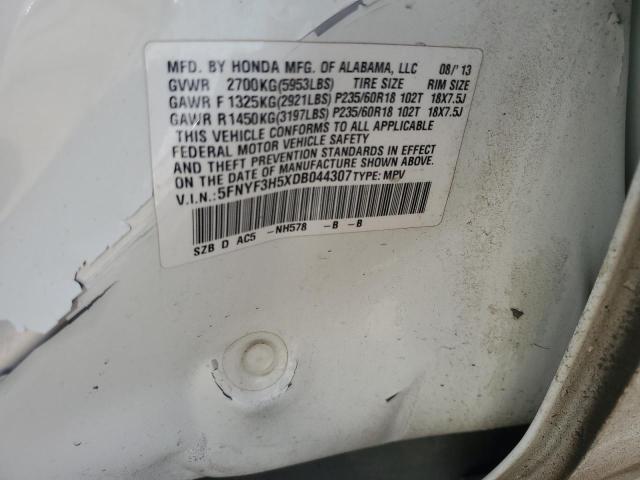 MFD. BY HONDA MFG. OF ALABAMA, LLC 08/'13
GVWR 2700KG(5953LBS) TIRE SIZE RIM SIZE
GAWR F 1325KG(2921LBS) P235/60R18 102T 18X7.5J
GAWR R 1450KG(3197LBS) P235/60R18 102T 18X7.5J
THIS VEHICLE CONFORMS TO ALL APPLICABLE
FEDERAL MOTOR VEHICLE SAFETY
AND THEFT PREVENTION STANDARDS IN EFFECT
ON THE DATE OF MANUFACTURE SHOWN ABOVE.
V.I.N.: 5FNYF3H5XDB044307 TYPE: MPV
SZB D AC5 -NH578 -B -B